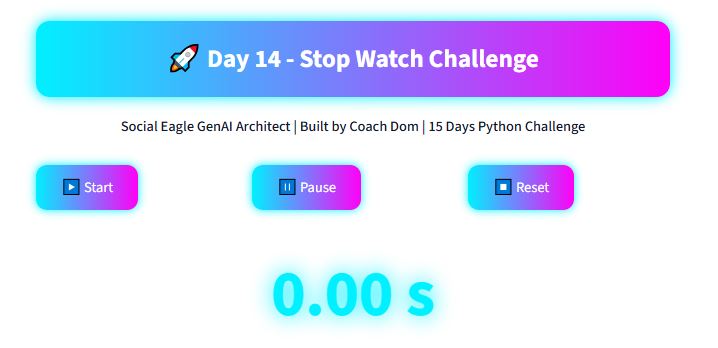 🚀 Day 14 - Stop Watch Challenge
Social Eagle GenAI Architect | Built by Coach Dom | 15 Days Python Challenge
▶️ Start
⏸️ Pause
⏹️ Reset
0.00 s